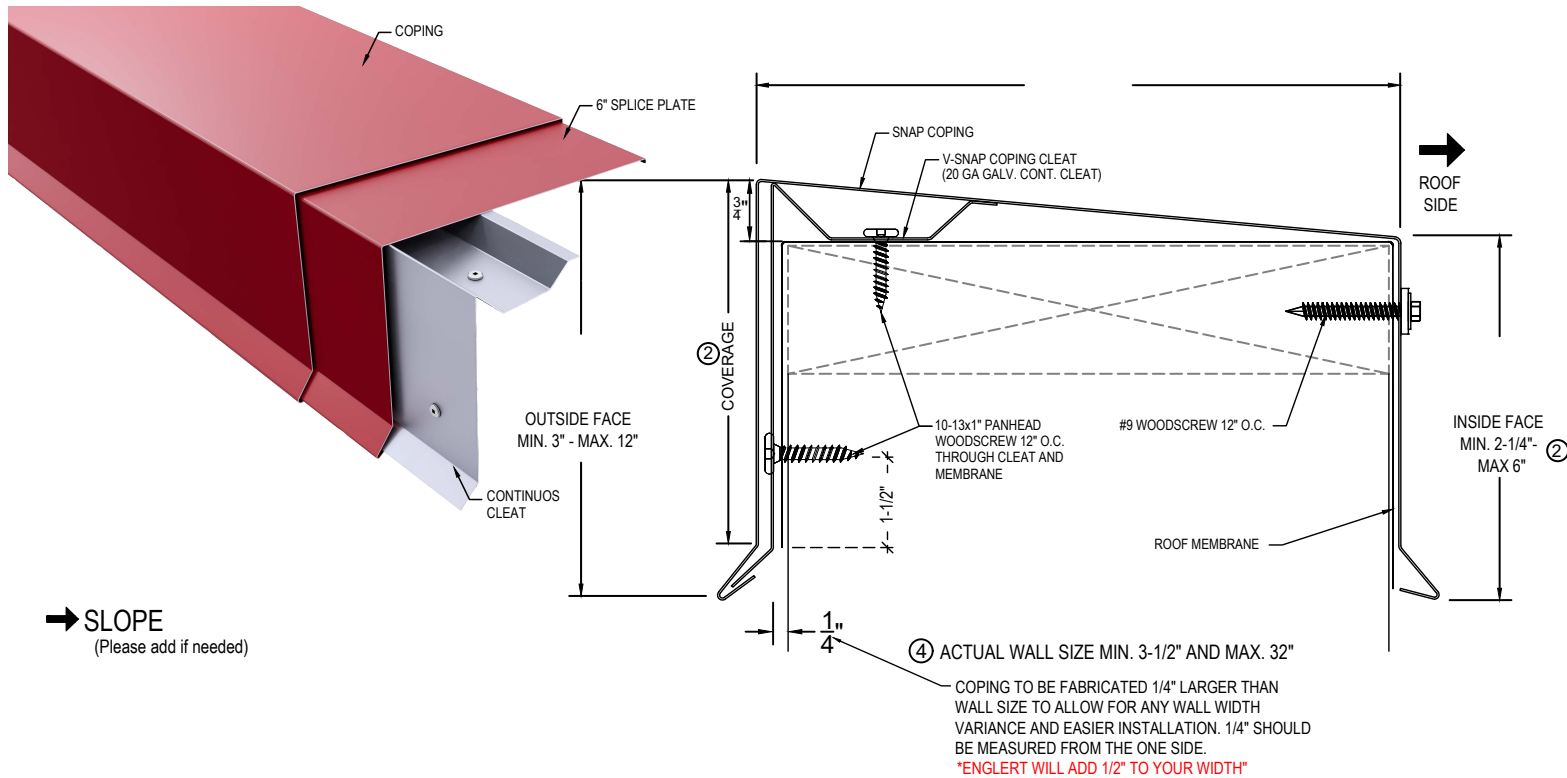 COPING
6" SPLICE PLATE
CONTINUOS
CLEAT
SLOPE
(Please add if needed)
OUTSIDE FACE
MIN. 3" - MAX. 12"
SNAP COPING
V-SNAP COPING CLEAT
(20 GA GALV. CONT. CLEAT)
ROOF
SIDE
3/4"
② COVERAGE
10-13x1" PANHEAD
WOODSCREW 12" O.C.
THROUGH CLEAT AND
MEMBRANE
1-1/2"
#9 WOODSCREW 12" O.C.
INSIDE FACE
MIN. 2-1/4"- ②
MAX 6"
ROOF MEMBRANE
1/4"
④ ACTUAL WALL SIZE MIN. 3-1/2" AND MAX. 32"
COPING TO BE FABRICATED 1/4" LARGER THAN
WALL SIZE TO ALLOW FOR ANY WALL WIDTH
VARIANCE AND EASIER INSTALLATION. 1/4" SHOULD
BE MEASURED FROM THE ONE SIDE.
*ENGLERT WILL ADD 1/2" TO YOUR WIDTH"